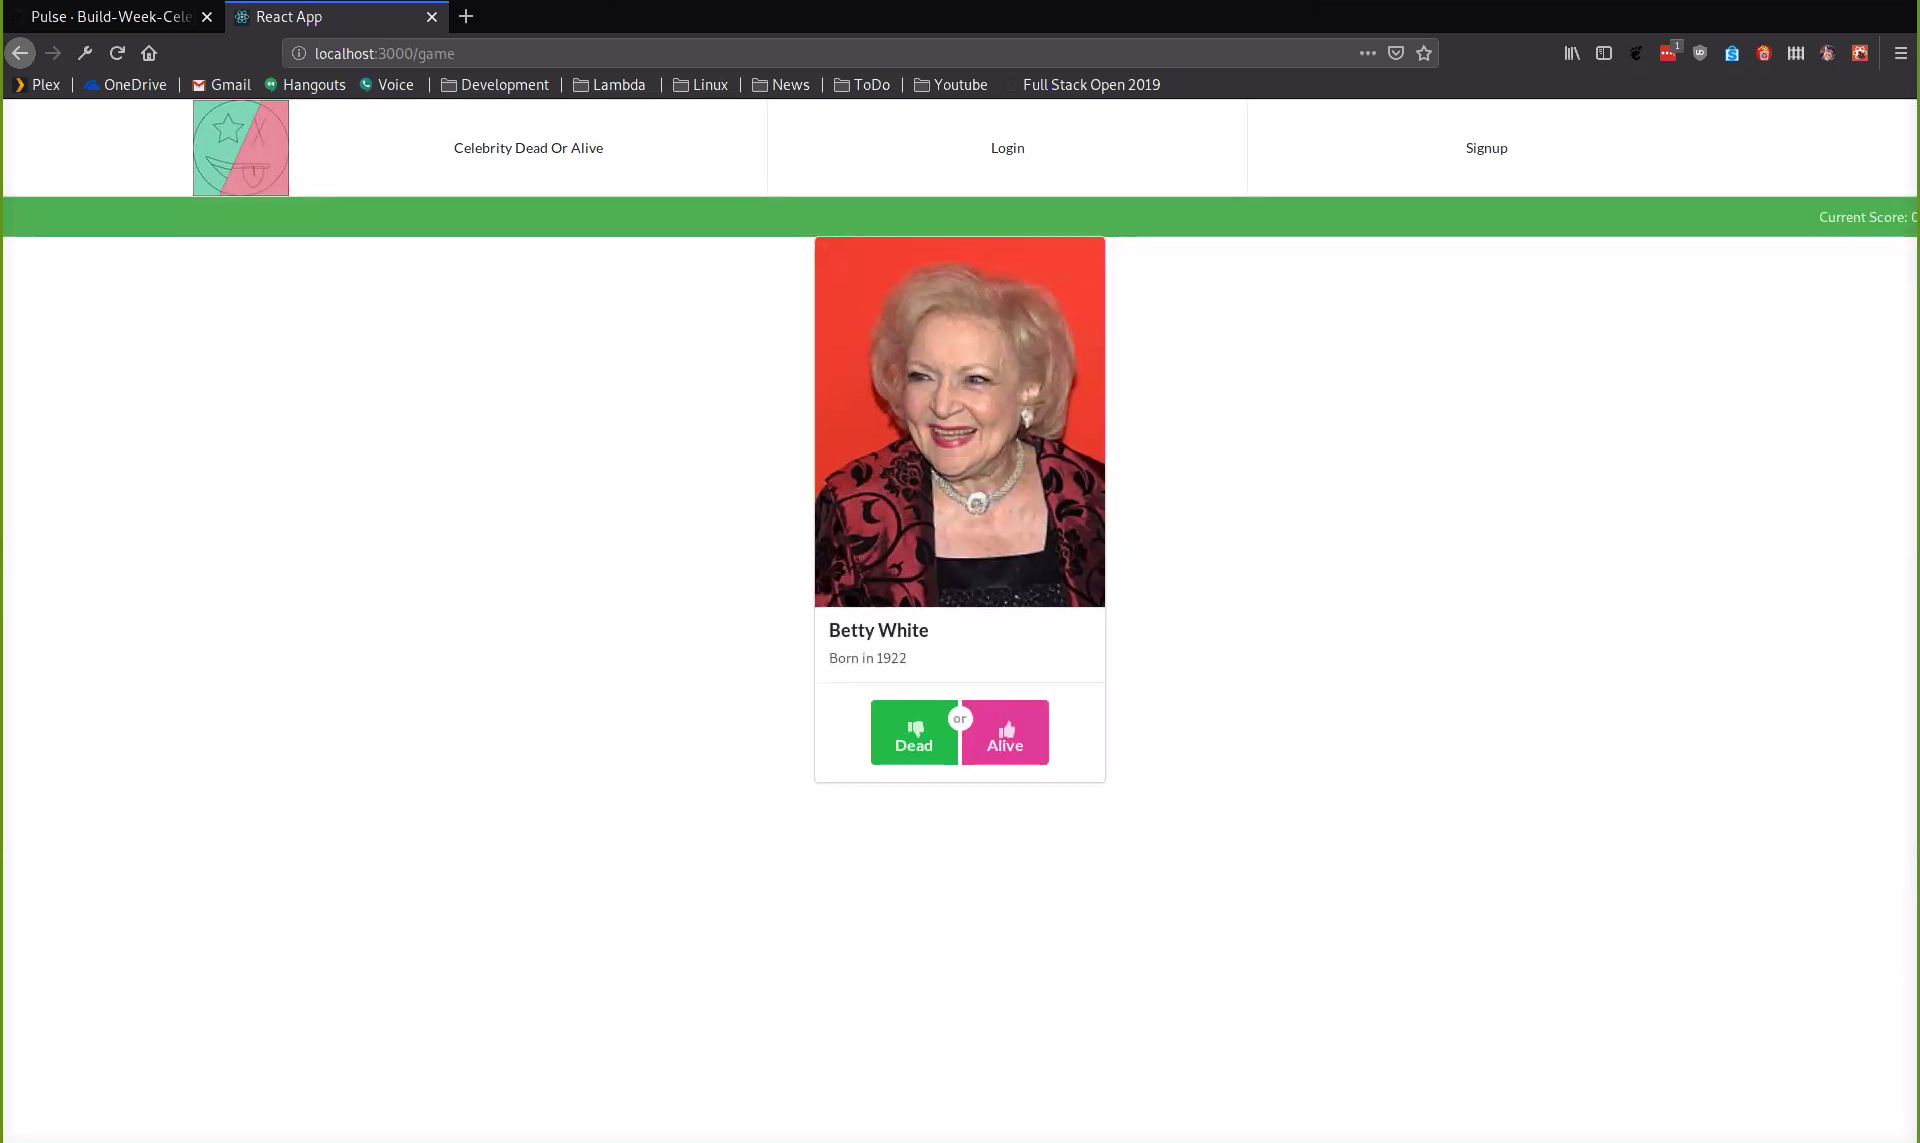 Pulse · Build-Week-Cele
React App
localhost:3000/game
1
Plex
OneDrive
Gmail
Hangouts
Voice
Development
Lambda
Linux
News
ToDo
Youtube
Full Stack Open 2019
Celebrity Dead Or Alive
Login
Signup
Current Score: 0
Betty White
Born in 1922
Dead
or
Alive